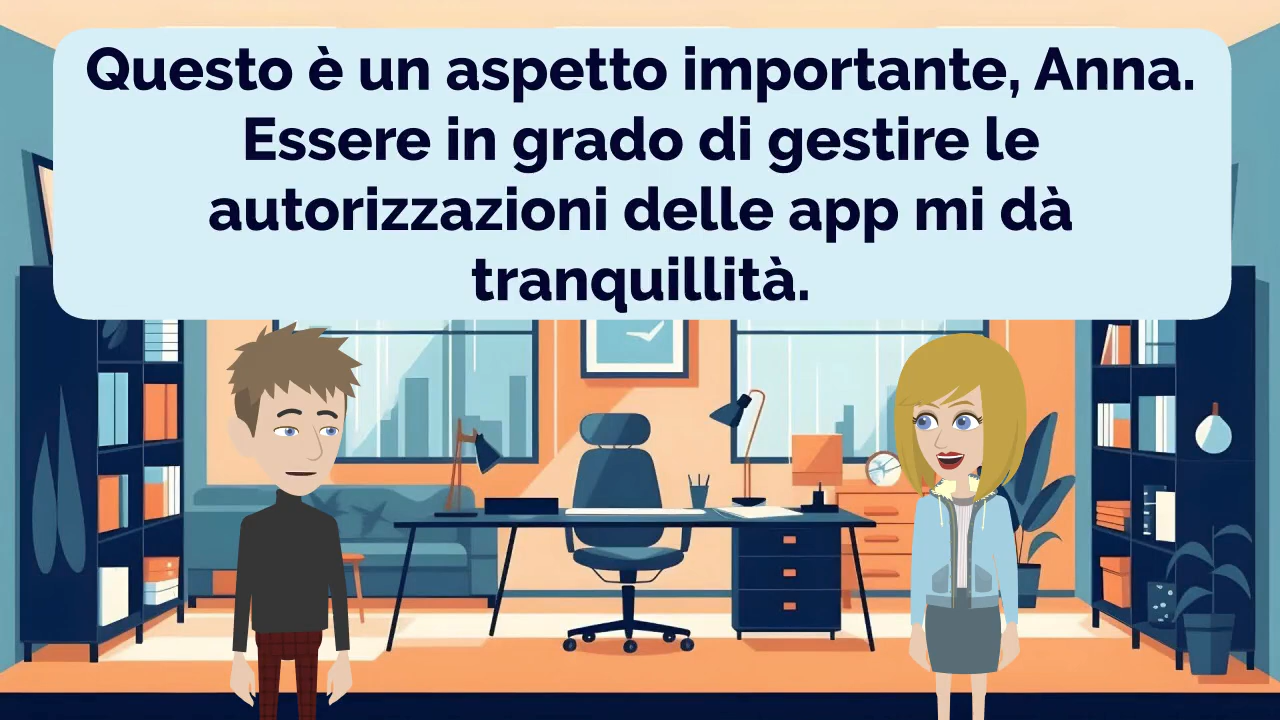 Questo è un aspetto importante, Anna.
Essere in grado di gestire le
autorizzazioni delle app mi dà
tranquillità.